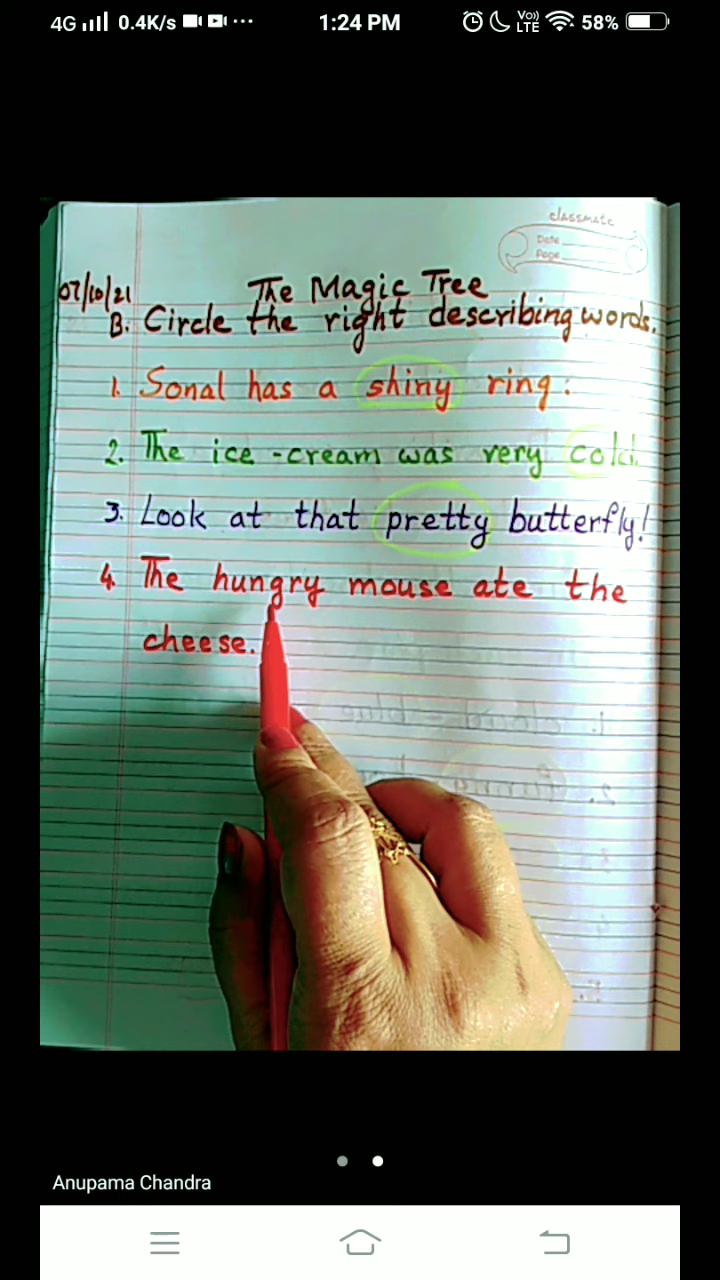 4G 0.4K/s ... 1:24 PM Vo) LTE 58%
classmate
Date
Page
07/10/21 The Magic Tree
B. Circle the right describing words.
1. Sonal has a shiny ring.
2. The ice-cream was very cold.
3. Look at that pretty butterfly!
4. The hungry mouse ate the
cheese.
Anupama Chandra